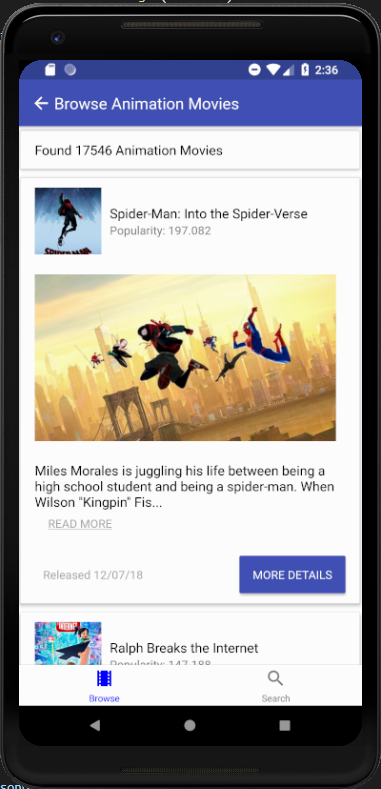 2:36
Browse Animation Movies
Found 17546 Animation Movies
Spider-Man: Into the Spider-Verse
Popularity: 197.082
Miles Morales is juggling his life between being a
high school student and being a spider-man. When
Wilson "Kingpin" Fis...
READ MORE
Released 12/07/18
MORE DETAILS
INTERNET
Ralph Breaks the Internet
Popularity: 147.188
Browse
Search